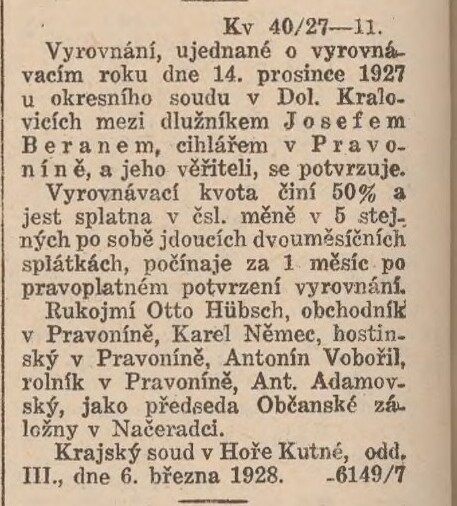 Kv 40/27—11.
Vyrovnání, ujednané o vyrovná-
vacím roku dne 14. prosince 1927
u okresního soudu v Dol. Kralo-
vicích mezi dlužníkem Josefem
Beranem, cihlářem v Pravo-
níně, a jeho věřiteli, se potvrzuje.
Vyrovnávací kvota činí 50% a
jest splatna v čsl. měně v 5 stej-
ných po sobě jdoucích dvouměsíčních
splátkách, počínaje za 1 měsíc po
pravoplatném potvrzení vyrovnání.
Rukojmí Otto Hübsch, obchodník
v Pravoníně, Karel Němec, hostin-
ský v Pravoníně, Antonín Vobořil,
rolník v Pravoníně, Ant. Adamov-
ský, jako předseda Občanské zá-
ložny v Načeradci.
Krajský soud v Hoře Kutné, odd.
III., dne 6. března 1928. -6149/7